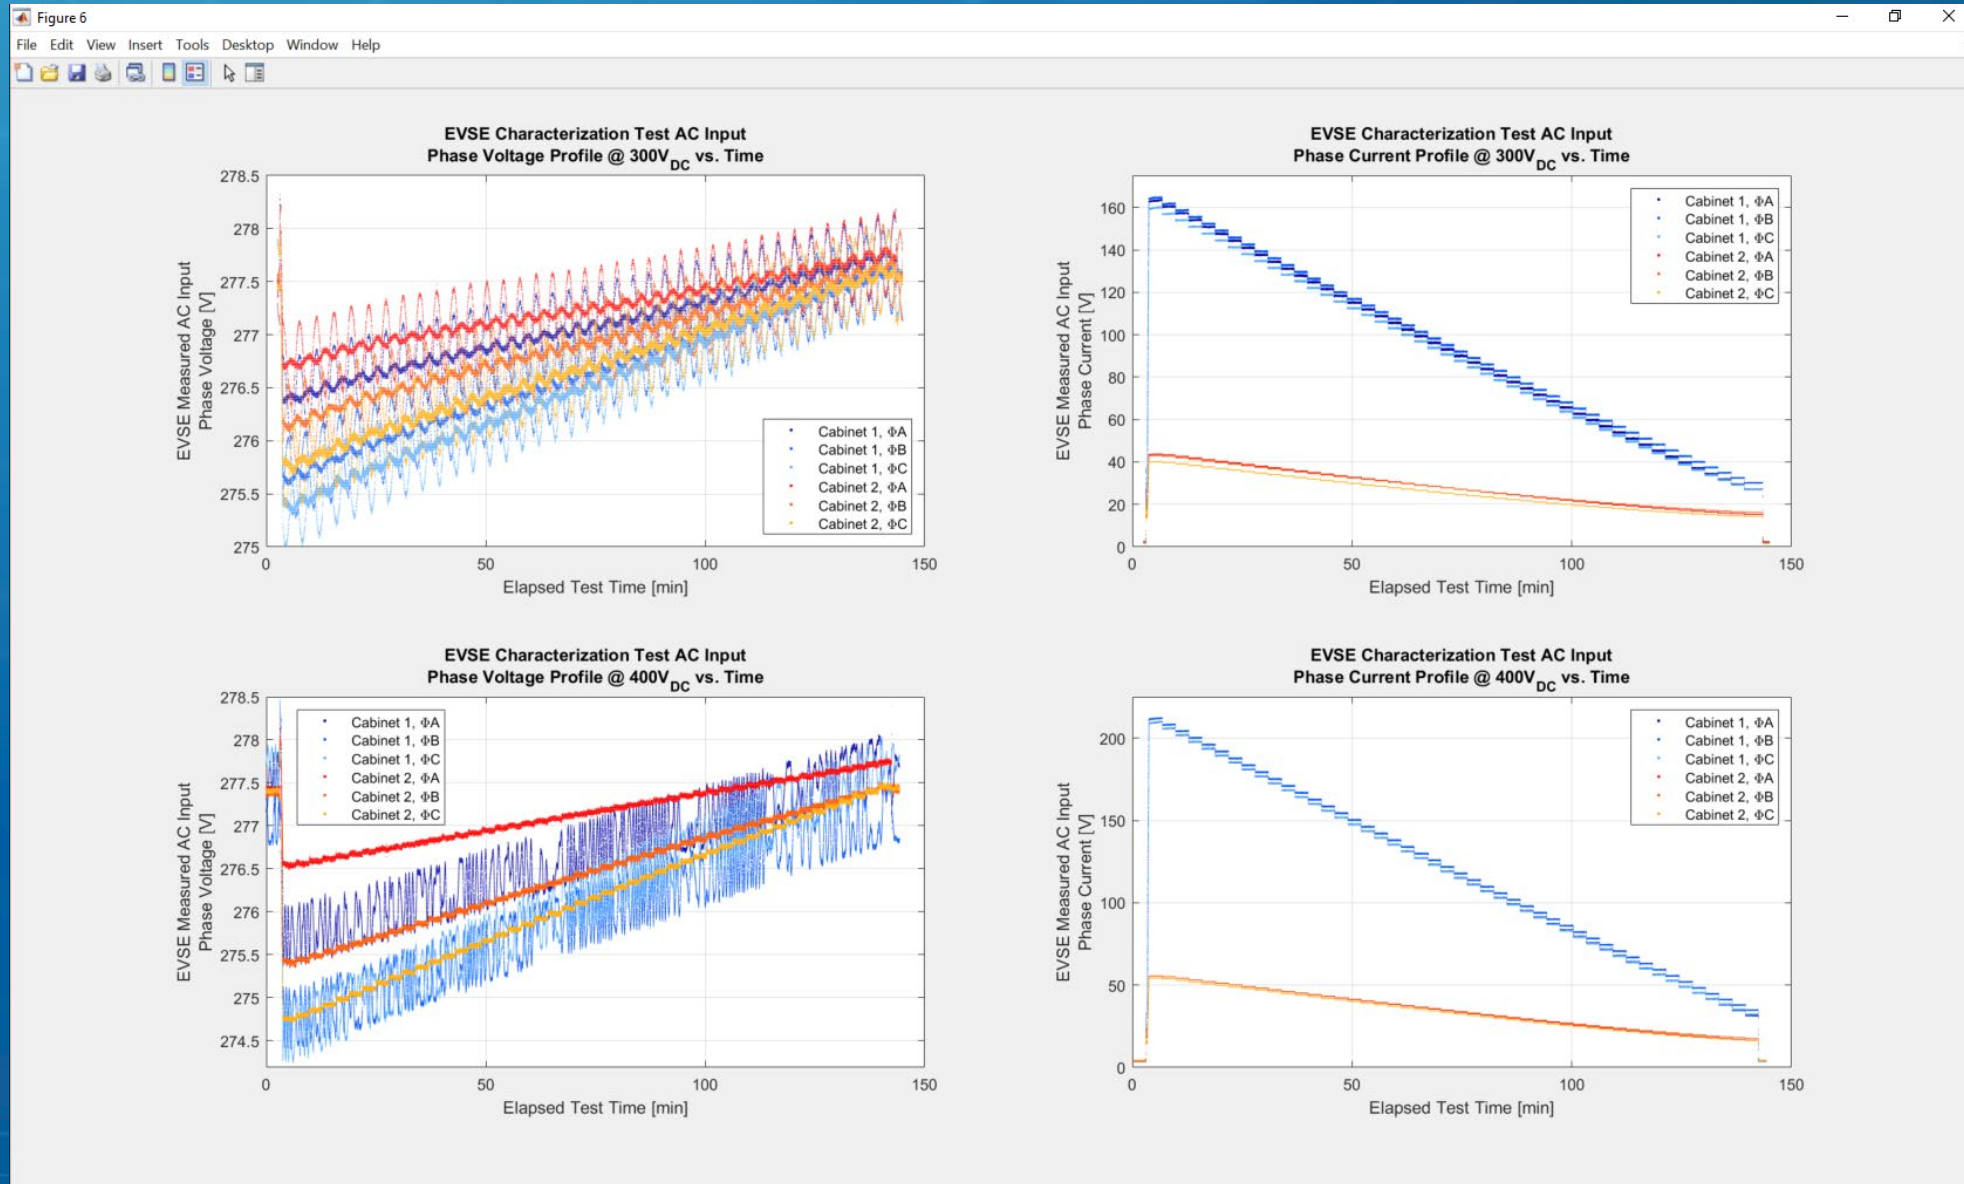 Figure 6
File Edit View Insert Tools Desktop Window Help
EVSE Characterization Test AC Input
Phase Voltage Profile @ 300V_DC vs. Time
278.5
278
277.5
277
276.5
276
275.5
275
EVSE Measured AC Input
Phase Voltage [V]
Cabinet 1, ΦA
Cabinet 1, ΦB
Cabinet 1, ΦC
Cabinet 2, ΦA
Cabinet 2, ΦB
Cabinet 2, ΦC
0 50 100 150
Elapsed Test Time [min]
EVSE Characterization Test AC Input
Phase Current Profile @ 300V_DC vs. Time
160
140
120
100
80
60
40
20
0
EVSE Measured AC Input
Phase Current [V]
Cabinet 1, ΦA
Cabinet 1, ΦB
Cabinet 1, ΦC
Cabinet 2, ΦA
Cabinet 2, ΦB
Cabinet 2, ΦC
0 50 100 150
Elapsed Test Time [min]
EVSE Characterization Test AC Input
Phase Voltage Profile @ 400V_DC vs. Time
278.5
278
277.5
277
276.5
276
275.5
275
274.5
EVSE Measured AC Input
Phase Voltage [V]
Cabinet 1, ΦA
Cabinet 1, ΦB
Cabinet 1, ΦC
Cabinet 2, ΦA
Cabinet 2, ΦB
Cabinet 2, ΦC
0 50 100 150
Elapsed Test Time [min]
EVSE Characterization Test AC Input
Phase Current Profile @ 400V_DC vs. Time
200
150
100
50
0
EVSE Measured AC Input
Phase Current [V]
Cabinet 1, ΦA
Cabinet 1, ΦB
Cabinet 1, ΦC
Cabinet 2, ΦA
Cabinet 2, ΦB
Cabinet 2, ΦC
0 50 100 150
Elapsed Test Time [min]